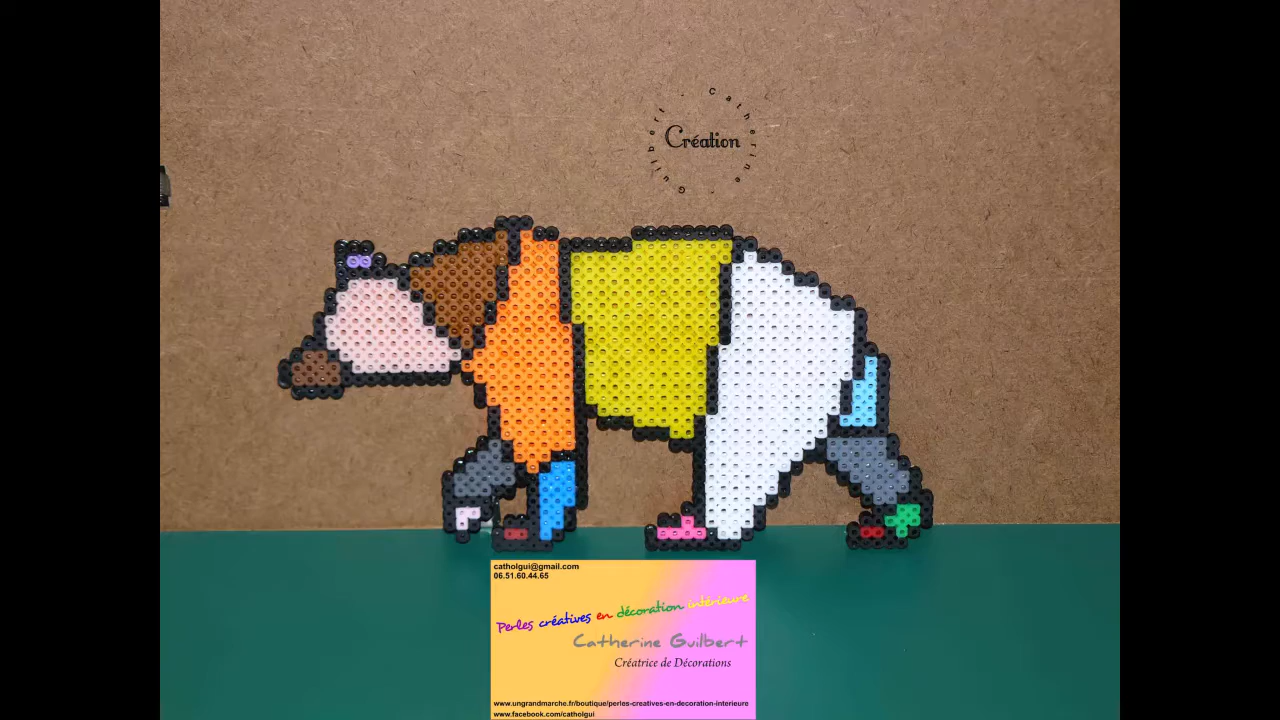 - Catherine - Guilbert
Création
catholgui@gmail.com
06.51.60.44.65
Perles créatives en décoration intérieure
Catherine Guilbert
Créatrice de Décorations
www.ungrandmarche.fr/boutique/perles-creatives-en-decoration-interieure
www.facebook.com/catholgui